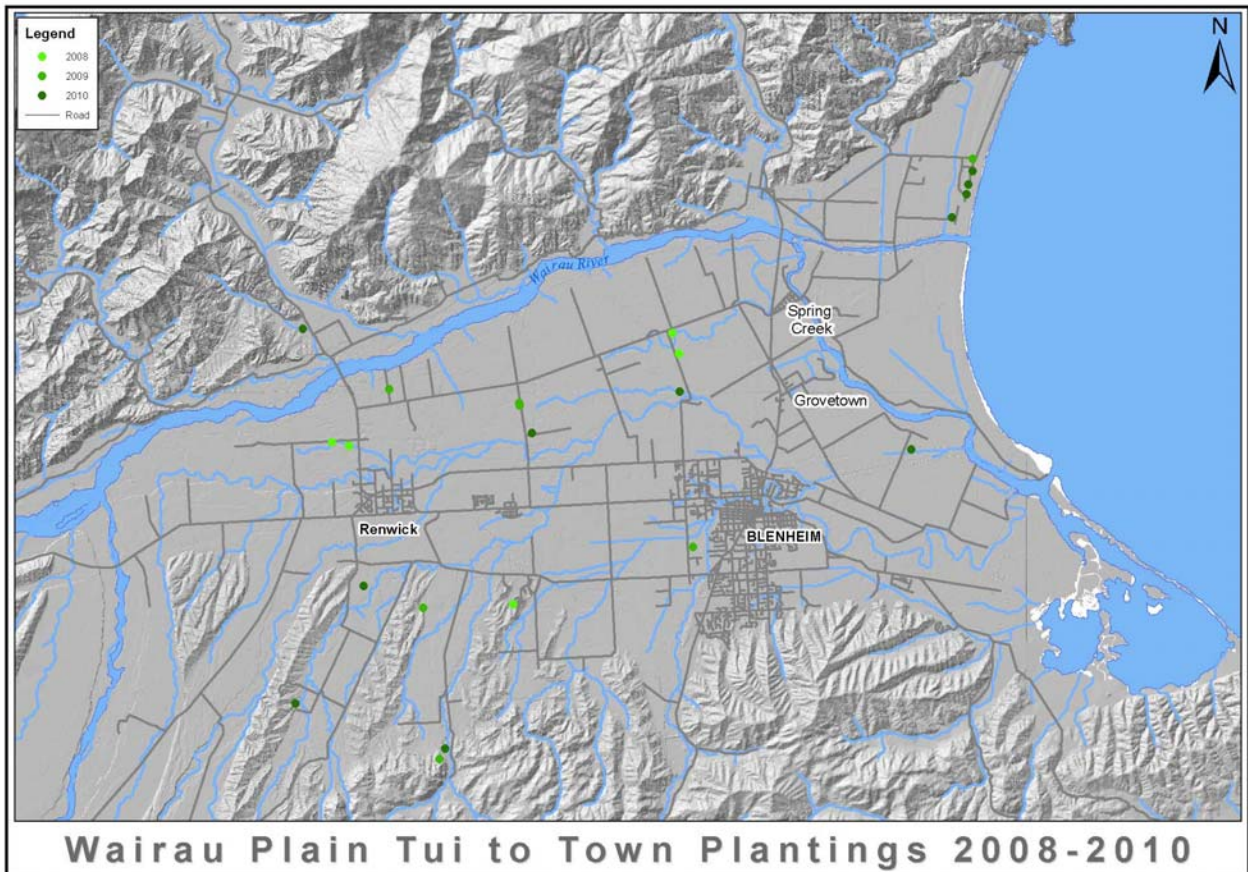 Legend
2008
2009
2010
Road
N
Wairau River
Spring
Creek
Grovetown
Renwick
BLENHEIM
Wairau Plain Tui to Town Plantings 2008-2010